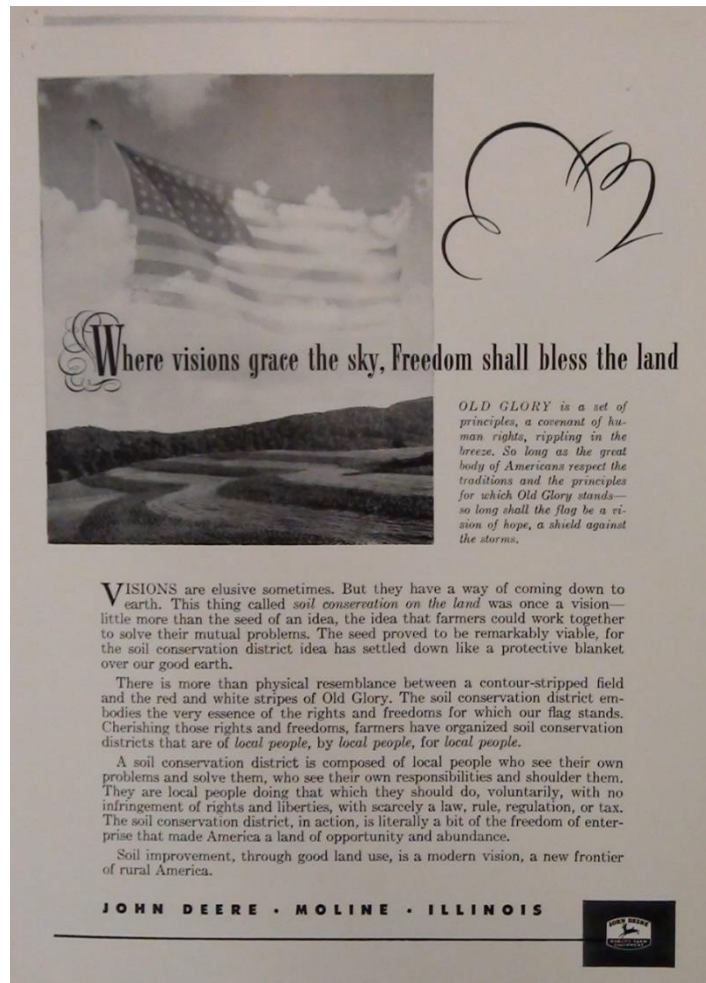 Where visions grace the sky, Freedom shall bless the land
OLD GLORY is a set of
principles, a covenant of hu-
man rights, rippling in the
breeze. So long as the great
body of Americans respect the
traditions and the principles
for which Old Glory stands—
so long shall the flag be a vi-
sion of hope, a shield against
the storms.
VISIONS are elusive sometimes. But they have a way of coming down to
earth. This thing called soil conservation on the land was once a vision—
little more than the seed of an idea, the idea that farmers could work together
to solve their mutual problems. The seed proved to be remarkably viable, for
the soil conservation district idea has settled down like a protective blanket
over our good earth.
There is more than physical resemblance between a contour-stripped field
and the red and white stripes of Old Glory. The soil conservation district em-
bodies the very essence of the rights and freedoms for which our flag stands.
Cherishing those rights and freedoms, farmers have organized soil conservation
districts that are of local people, by local people, for local people.
A soil conservation district is composed of local people who see their own
problems and solve them, who see their own responsibilities and shoulder them.
They are local people doing that which they should do, voluntarily, with no
infringement of rights and liberties, with scarcely a law, rule, regulation, or tax.
The soil conservation district, in action, is literally a bit of the freedom of enter-
prise that made America a land of opportunity and abundance.
Soil improvement, through good land use, is a modern vision, a new frontier
of rural America.
JOHN DEERE • MOLINE • ILLINOIS
JOHN DEERE